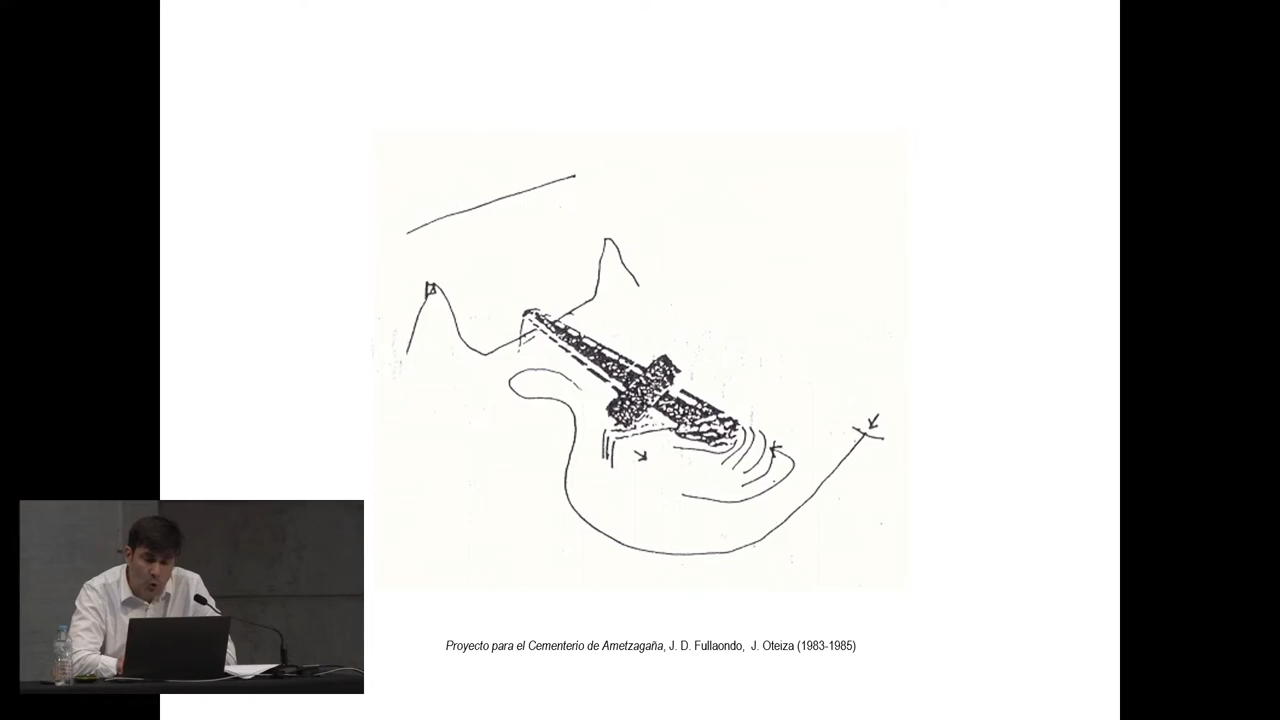 Proyecto para el Cementerio de Ametzagaña, J. D. Fullaondo, J. Oteiza (1983-1985)